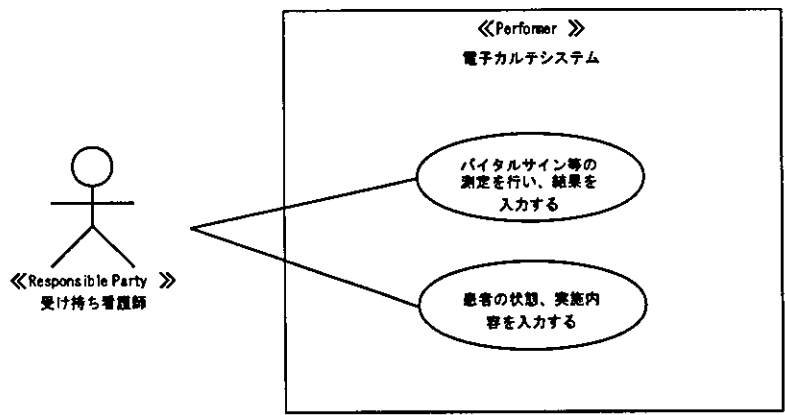 ≪Performer ≫
電子カルテシステム
バイタルサイン等の
測定を行い、結果を
入力する
≪Responsible Party ≫
受け持ち看護師
患者の状態、実施内
容を入力する